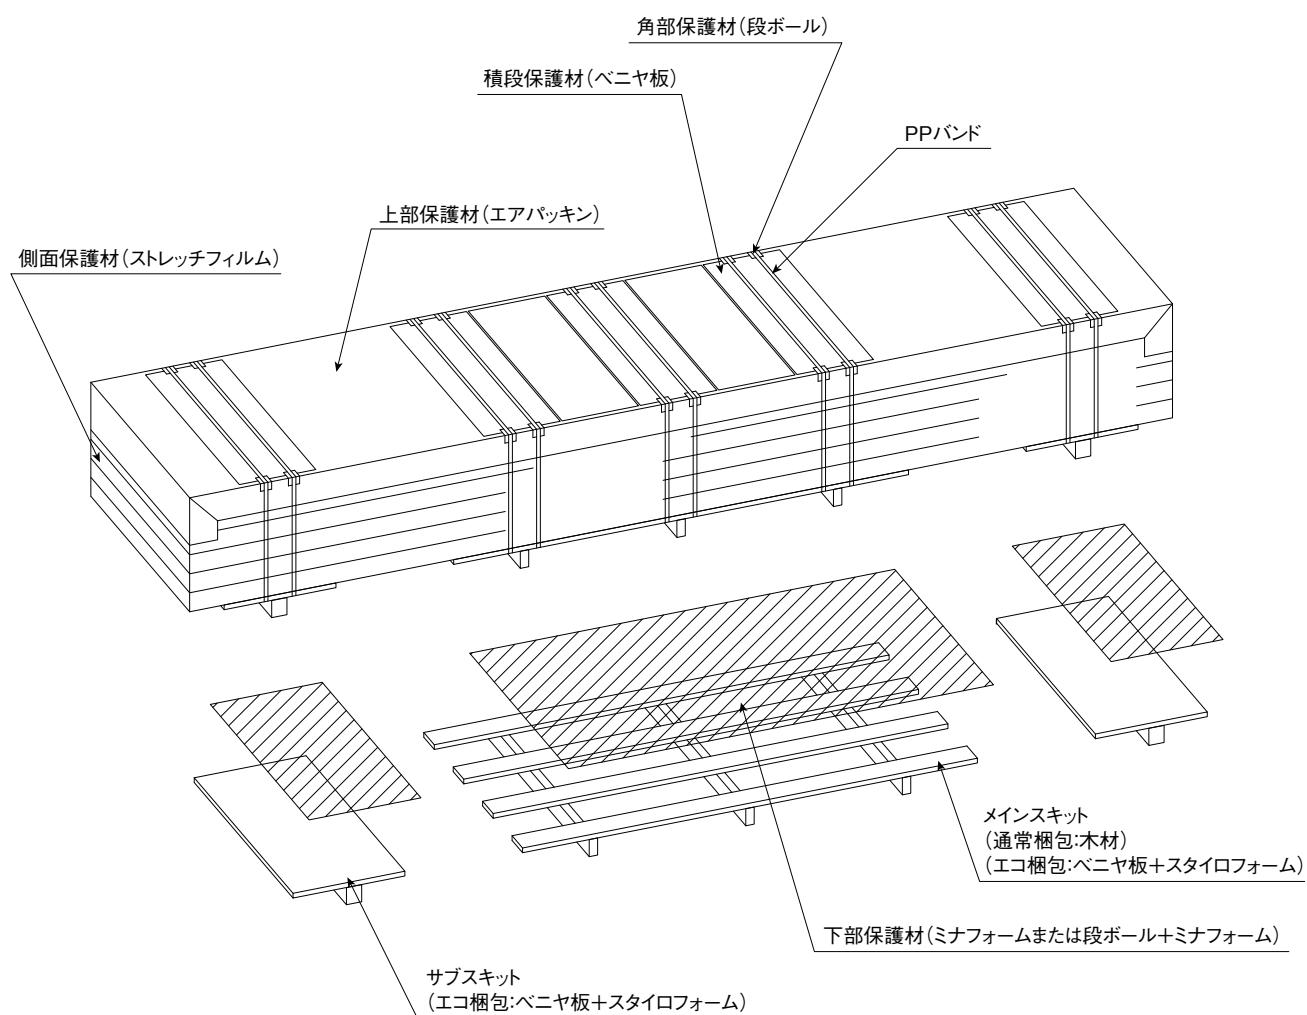 角部保護材(段ボール)
積段保護材(ベニヤ板)
PPバンド
上部保護材(エアパッキン)
側面保護材(ストレッチフィルム)
メインスキット
(通常梱包:木材)
(エコ梱包:ベニヤ板+スタイロフォーム)
下部保護材(ミナフォームまたは段ボール+ミナフォーム)
サブスキット
(エコ梱包:ベニヤ板+スタイロフォーム)